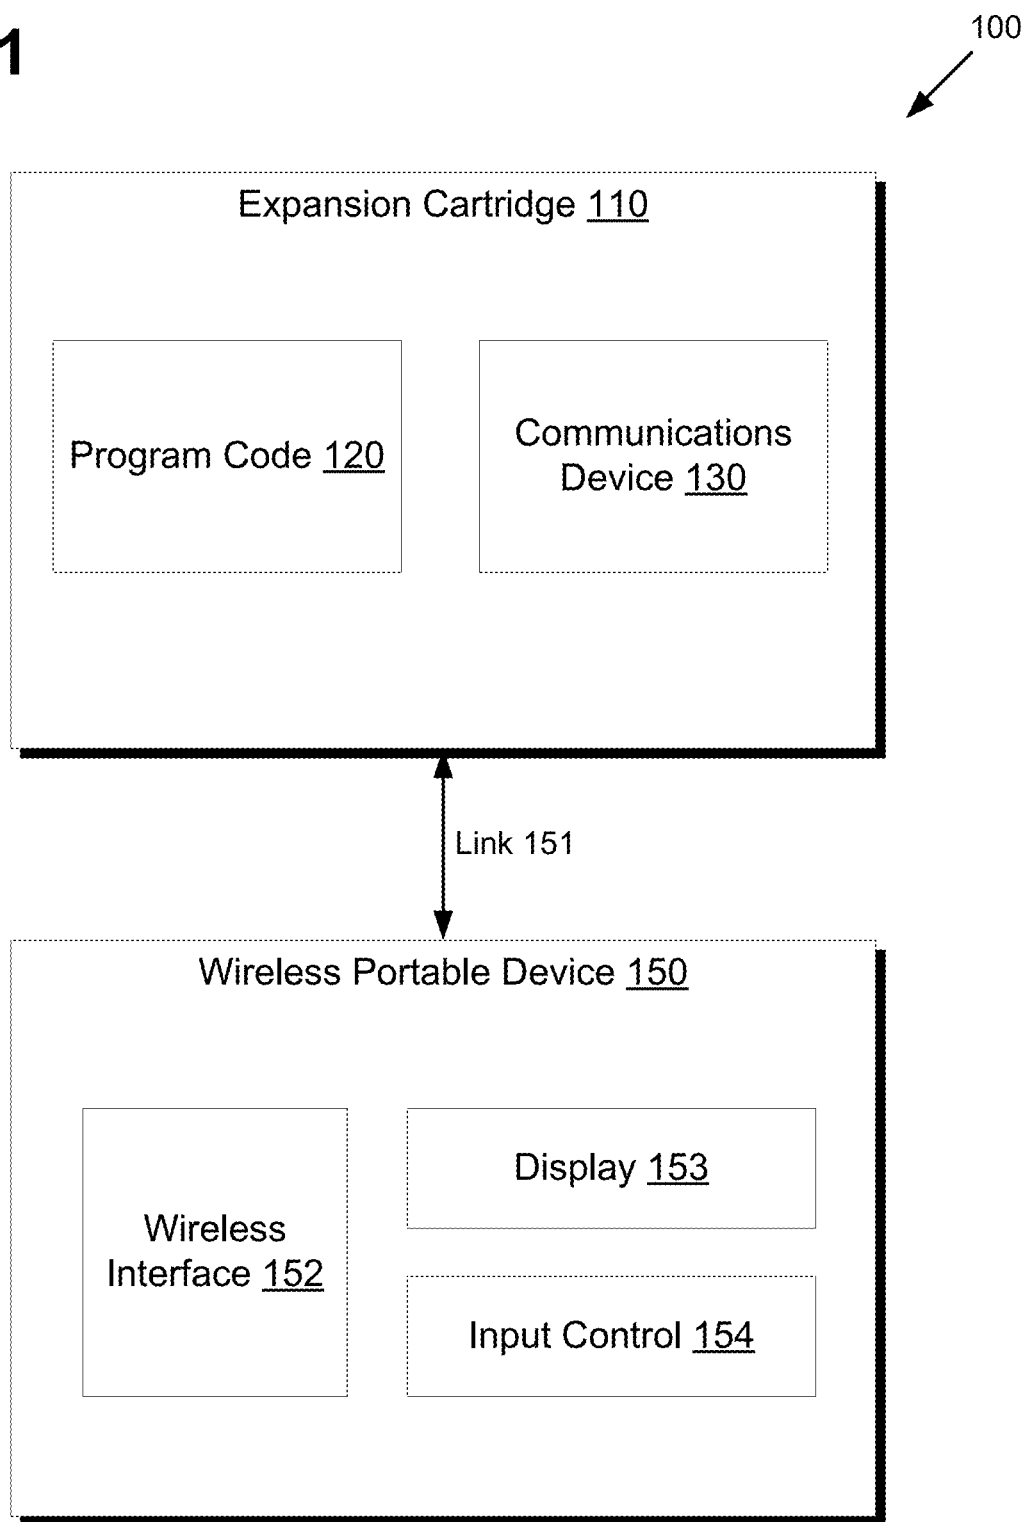 1
100
Expansion Cartridge 110
Program Code 120
Communications
Device 130
Link 151
Wireless Portable Device 150
Wireless
Interface 152
Display 153
Input Control 154